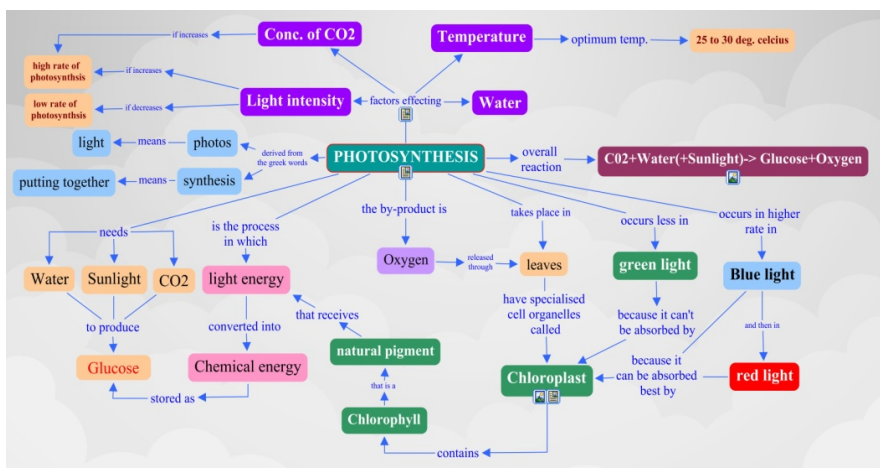 Conc. of CO2
if increases
Temperature
optimum temp.
25 to 30 deg. celcius
high rate of
photosynthsis
if increases
low rate of
photosynthsis
if decreases
Light intensity
factors effecting
Water
light
means
photos
derived from
the greek words
PHOTOSYNTHESIS
overall
reaction
C02+Water(+Sunlight)-> Glucose+Oxygen
putting together
means
synthesis
needs
Water
Sunlight
CO2
to produce
Glucose
is the process
in which
light energy
converted into
Chemical energy
stored as
the by-product is
Oxygen
released
through
takes place in
leaves
have specialised
cell organelles
called
Chloroplast
contains
Chlorophyll
that is a
natural pigment
that receives
occurs less in
green light
because it can't
be absorbed by
occurs in higher
rate in
Blue light
and then in
red light
because it
can be absorbed
best by